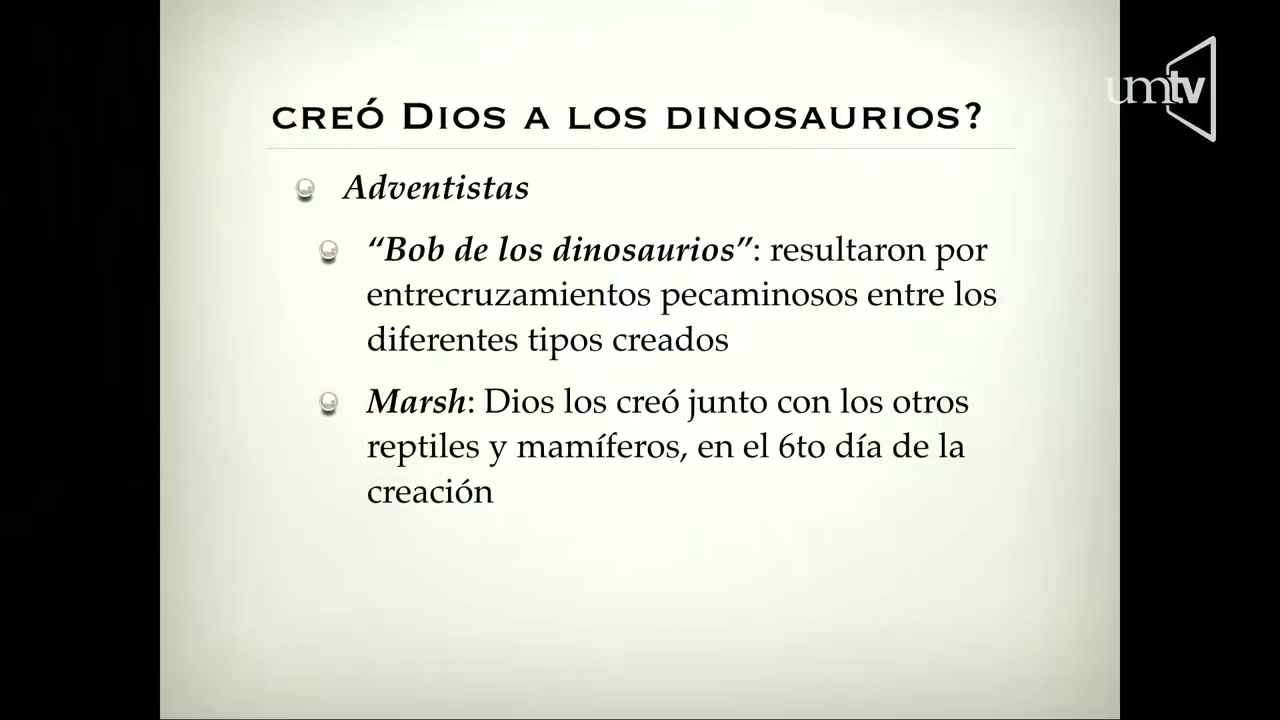 CREÓ DIOS A LOS DINOSAURIOS?
umtv
Adventistas
“Bob de los dinosaurios”: resultaron por
entrecruzamientos pecaminosos entre los
diferentes tipos creados
Marsh: Dios los creó junto con los otros
reptiles y mamíferos, en el 6to día de la
creación